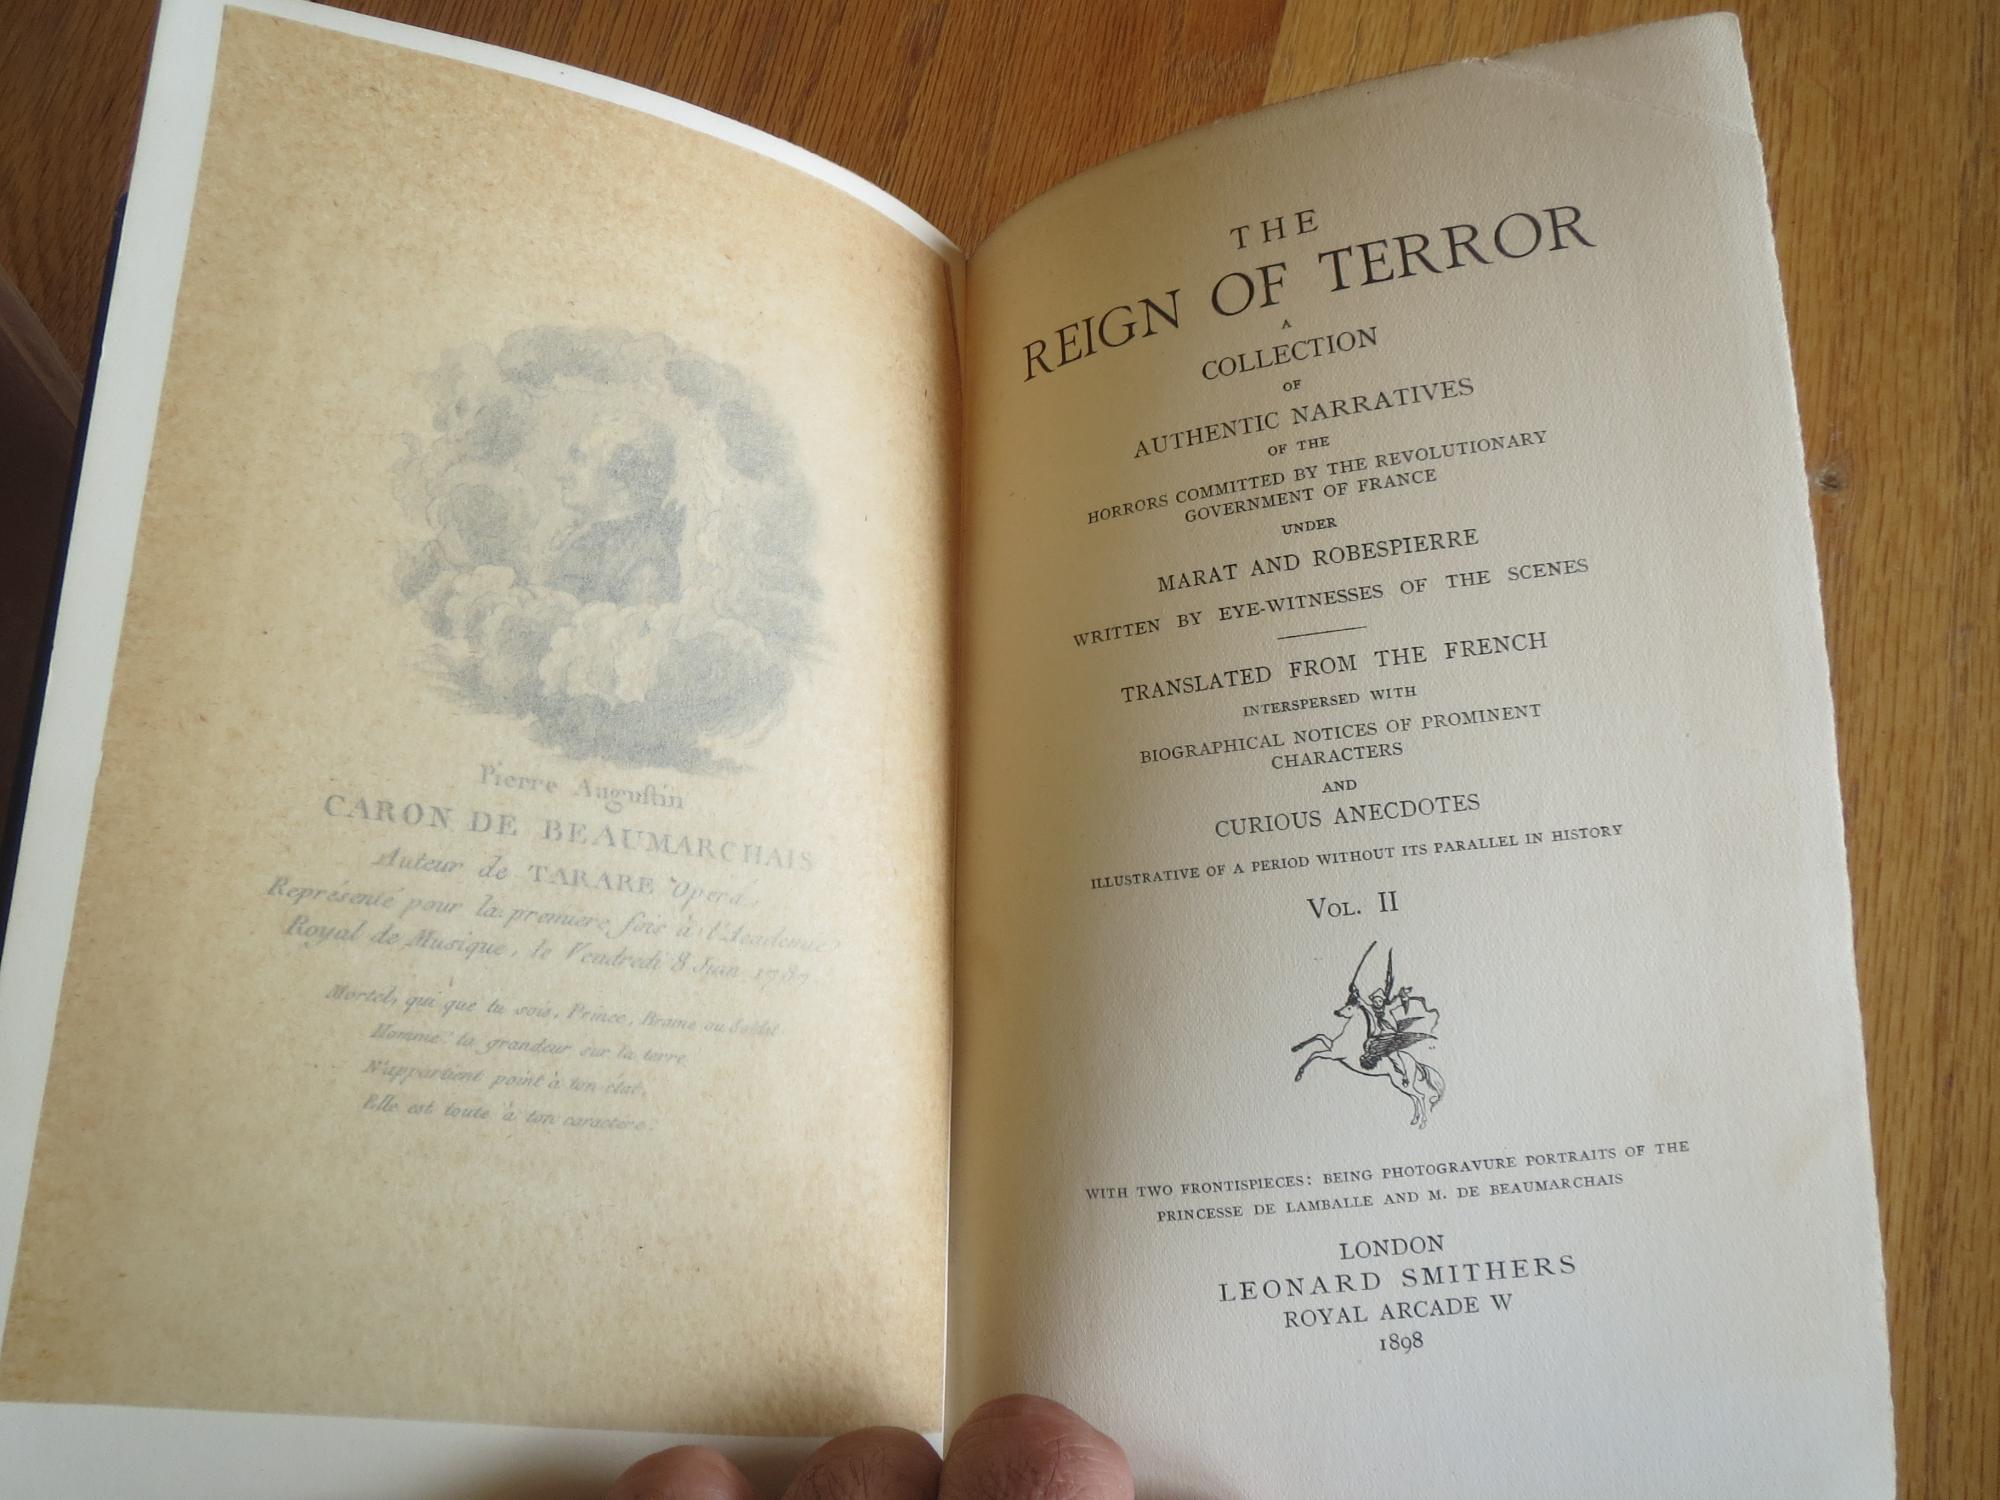 Pierre Augustin
CARON DE BEAUMARCHAIS
Auteur de TARARE Opera,
Représenté pour la premiere fois à l'Academie
Royal de Musique, le Vendredi 8 Juin 1787
Mortel, qui que tu sois, Prince, Brame ou Soldat
Homme ta grandeur sur la terre
N'appartient point à ton état,
Elle est toute à ton caractére.
THE
REIGN OF TERROR
A
COLLECTION
OF
AUTHENTIC NARRATIVES
OF THE
HORRORS COMMITTED BY THE REVOLUTIONARY
GOVERNMENT OF FRANCE
UNDER
MARAT AND ROBESPIERRE
WRITTEN BY EYE-WITNESSES OF THE SCENES
TRANSLATED FROM THE FRENCH
INTERSPERSED WITH
BIOGRAPHICAL NOTICES OF PROMINENT
CHARACTERS
AND
CURIOUS ANECDOTES
ILLUSTRATIVE OF A PERIOD WITHOUT ITS PARALLEL IN HISTORY
VOL. II
WITH TWO FRONTISPIECES: BEING PHOTOGRAVURE PORTRAITS OF THE
PRINCESSE DE LAMBALLE AND M. DE BEAUMARCHAIS
LONDON
LEONARD SMITHERS
ROYAL ARCADE W
1898